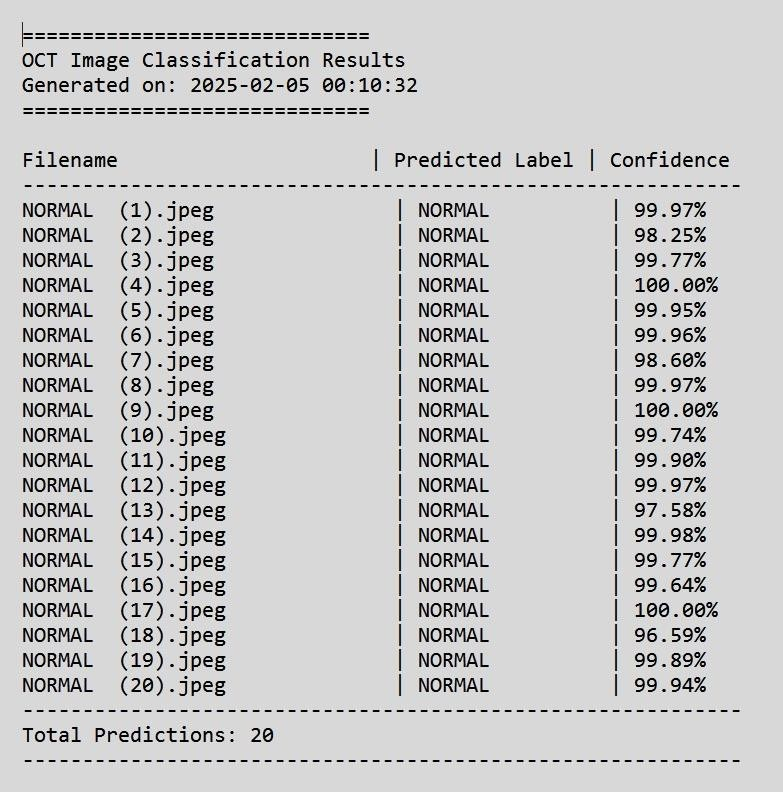 =============================
OCT Image Classification Results
Generated on: 2025-02-05 00:10:32
=============================

Filename                     | Predicted Label | Confidence
------------------------------------------------------------
NORMAL  (1).jpeg               | NORMAL          | 99.97%
NORMAL  (2).jpeg               | NORMAL          | 98.25%
NORMAL  (3).jpeg               | NORMAL          | 99.77%
NORMAL  (4).jpeg               | NORMAL          | 100.00%
NORMAL  (5).jpeg               | NORMAL          | 99.95%
NORMAL  (6).jpeg               | NORMAL          | 99.96%
NORMAL  (7).jpeg               | NORMAL          | 98.60%
NORMAL  (8).jpeg               | NORMAL          | 99.97%
NORMAL  (9).jpeg               | NORMAL          | 100.00%
NORMAL  (10).jpeg              | NORMAL          | 99.74%
NORMAL  (11).jpeg              | NORMAL          | 99.90%
NORMAL  (12).jpeg              | NORMAL          | 99.97%
NORMAL  (13).jpeg              | NORMAL          | 97.58%
NORMAL  (14).jpeg              | NORMAL          | 99.98%
NORMAL  (15).jpeg              | NORMAL          | 99.77%
NORMAL  (16).jpeg              | NORMAL          | 99.64%
NORMAL  (17).jpeg              | NORMAL          | 100.00%
NORMAL  (18).jpeg              | NORMAL          | 96.59%
NORMAL  (19).jpeg              | NORMAL          | 99.89%
NORMAL  (20).jpeg              | NORMAL          | 99.94%
------------------------------------------------------------
Total Predictions: 20
------------------------------------------------------------